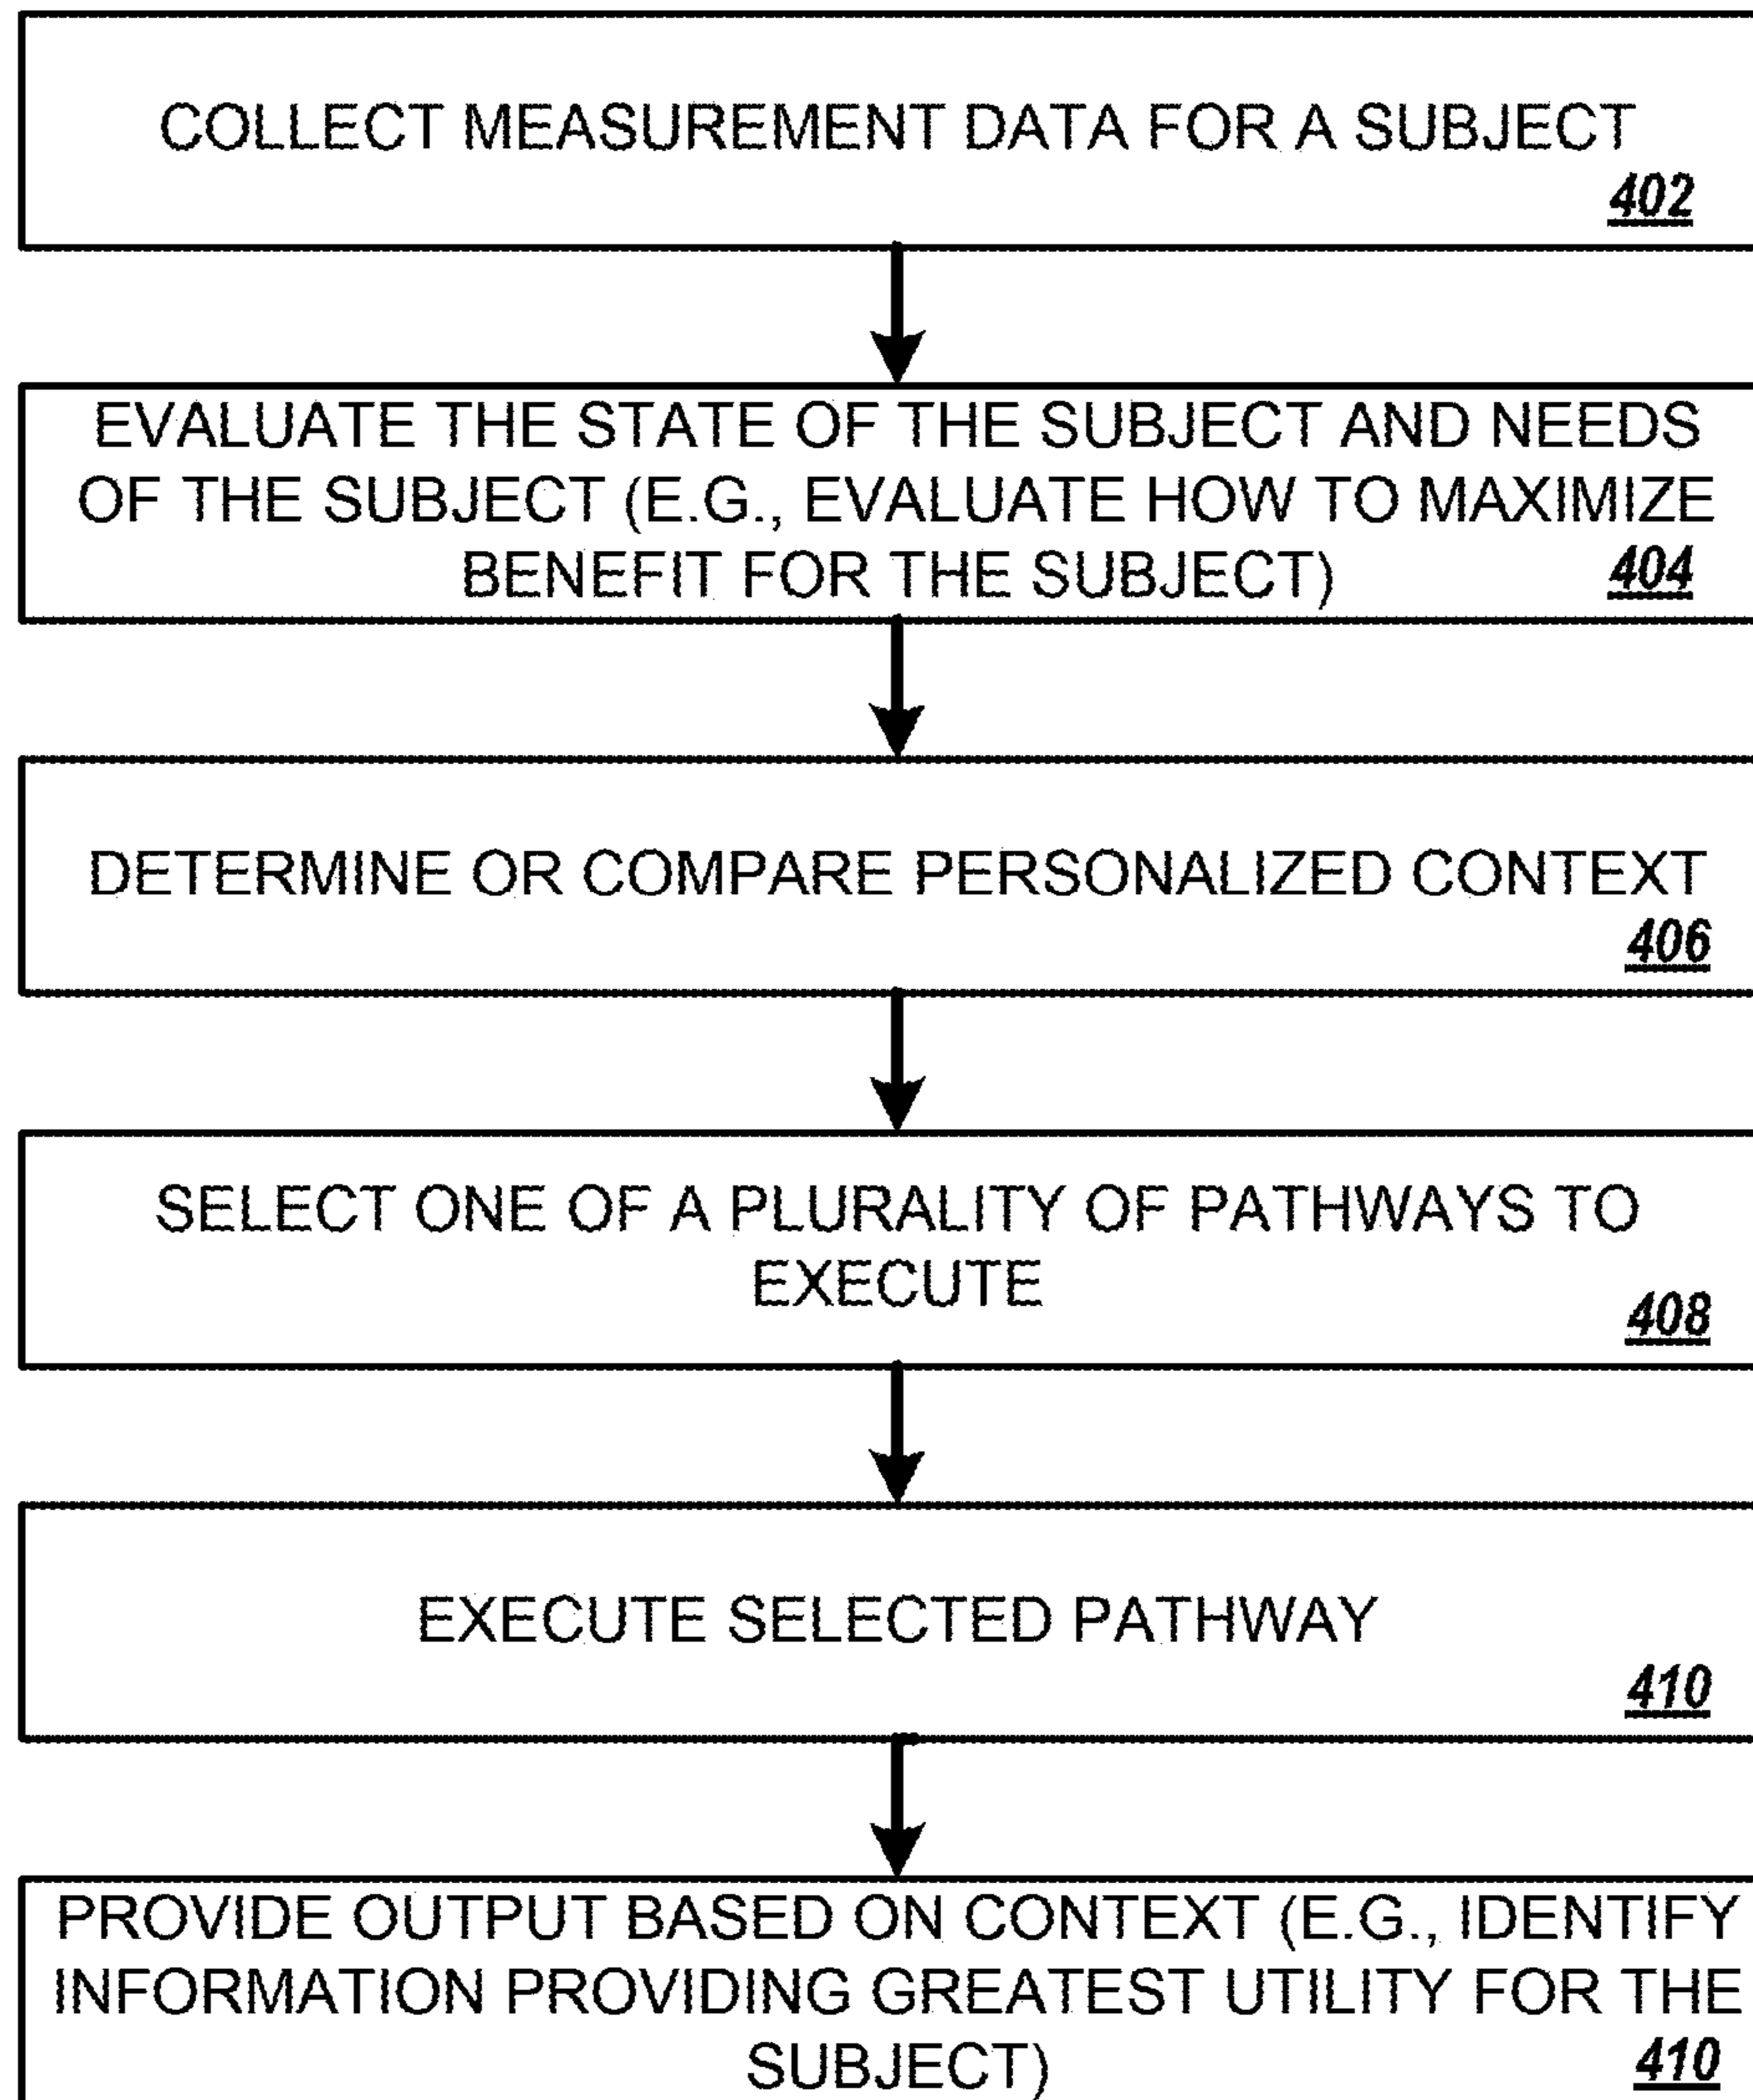 COLLECT MEASUREMENT DATA FOR A SUBJECT
402
EVALUATE THE STATE OF THE SUBJECT AND NEEDS
OF THE SUBJECT (E.G., EVALUATE HOW TO MAXIMIZE
BENEFIT FOR THE SUBJECT)
404
DETERMINE OR COMPARE PERSONALIZED CONTEXT
406
SELECT ONE OF A PLURALITY OF PATHWAYS TO
EXECUTE
408
EXECUTE SELECTED PATHWAY
410
PROVIDE OUTPUT BASED ON CONTEXT (E.G., IDENTIFY
INFORMATION PROVIDING GREATEST UTILITY FOR THE
SUBJECT)
410